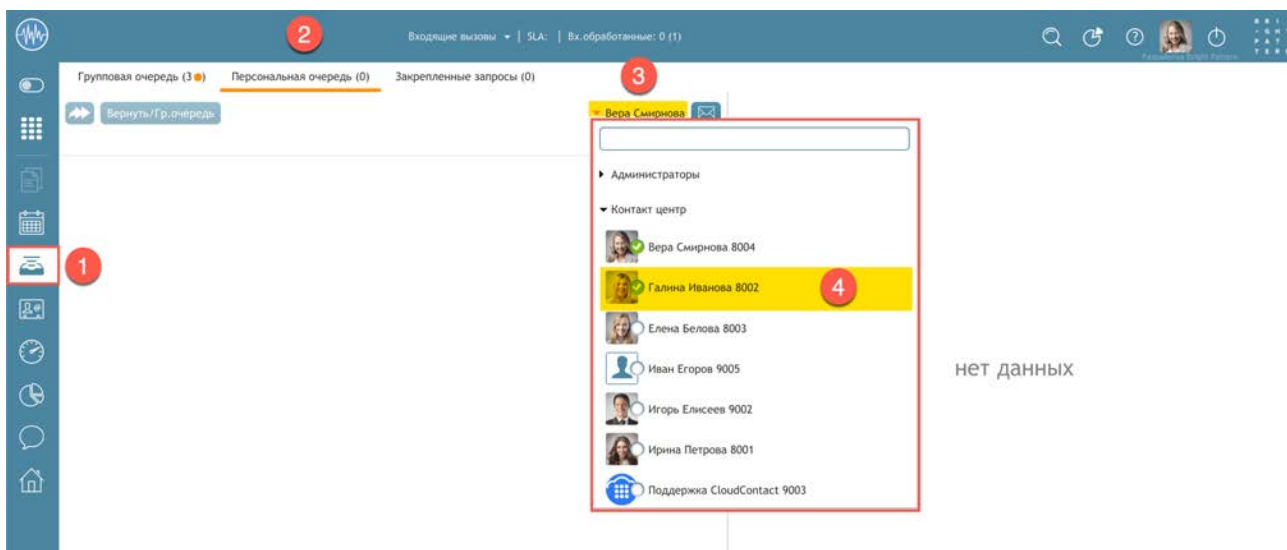 2
Входящие вызовы | SLA: | Вх.обработанные: 0 (1)
Групповая очередь (3) Персональная очередь (0) Закрепленные запросы (0)
3
Вернуть/Гр.очередь
Вера Смирнова
Администраторы
Контакт центр
Вера Смирнова 8004
1
Галина Иванова 8002
4
Елена Белова 8003
Иван Егоров 9005
нет данных
Игорь Елисеев 9002
Ирина Петрова 8001
Поддержка CloudContact 9003